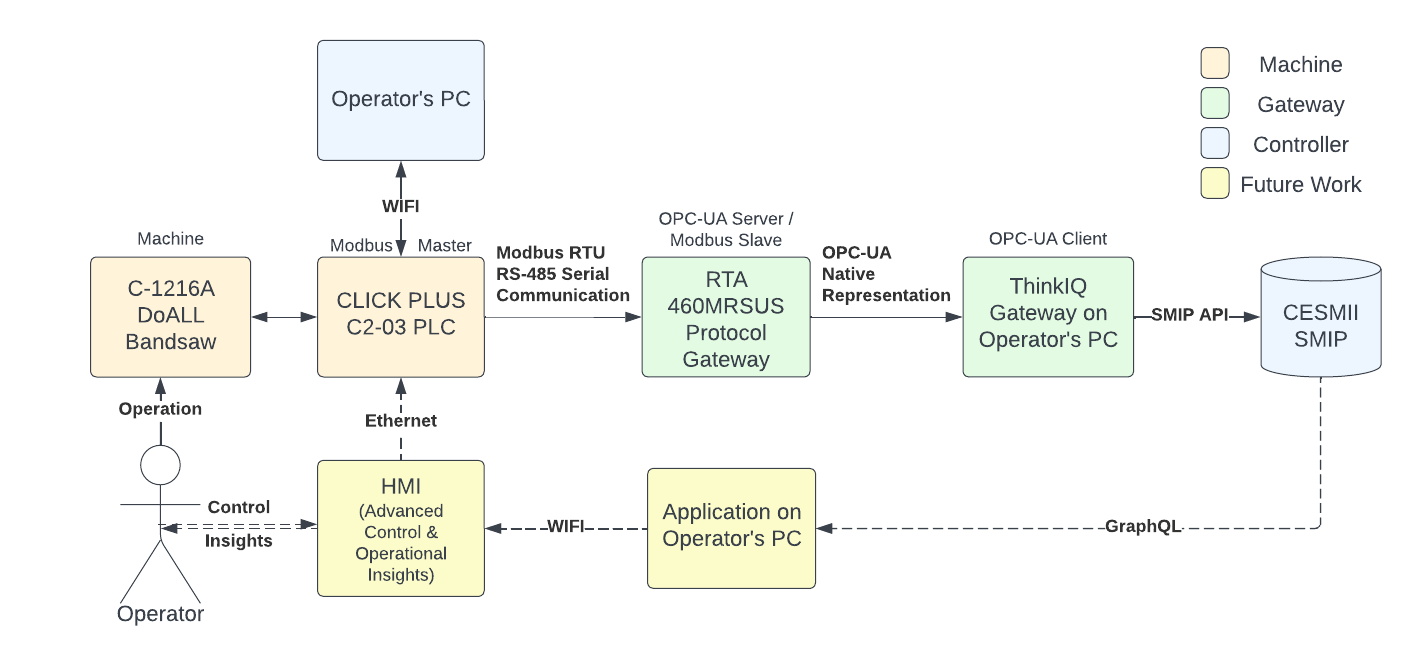 Operator's PC
Machine
Gateway
Controller
Future Work
WIFI
Machine
Modbus Master
Modbus RTU
RS-485 Serial
Communication
OPC-UA Server /
Modbus Slave
OPC-UA
Native
Representation
OPC-UA Client
C-1216A
DoALL
Bandsaw
CLICK PLUS
C2-03 PLC
RTA
460MRSUS
Protocol
Gateway
ThinkIQ
Gateway on
Operator's PC
SMIP API
CESMII
SMIP
Operation
Ethernet
Control
Insights
Operator
HMI
(Advanced
Control &
Operational
Insights)
WIFI
Application on
Operator's PC
GraphQL